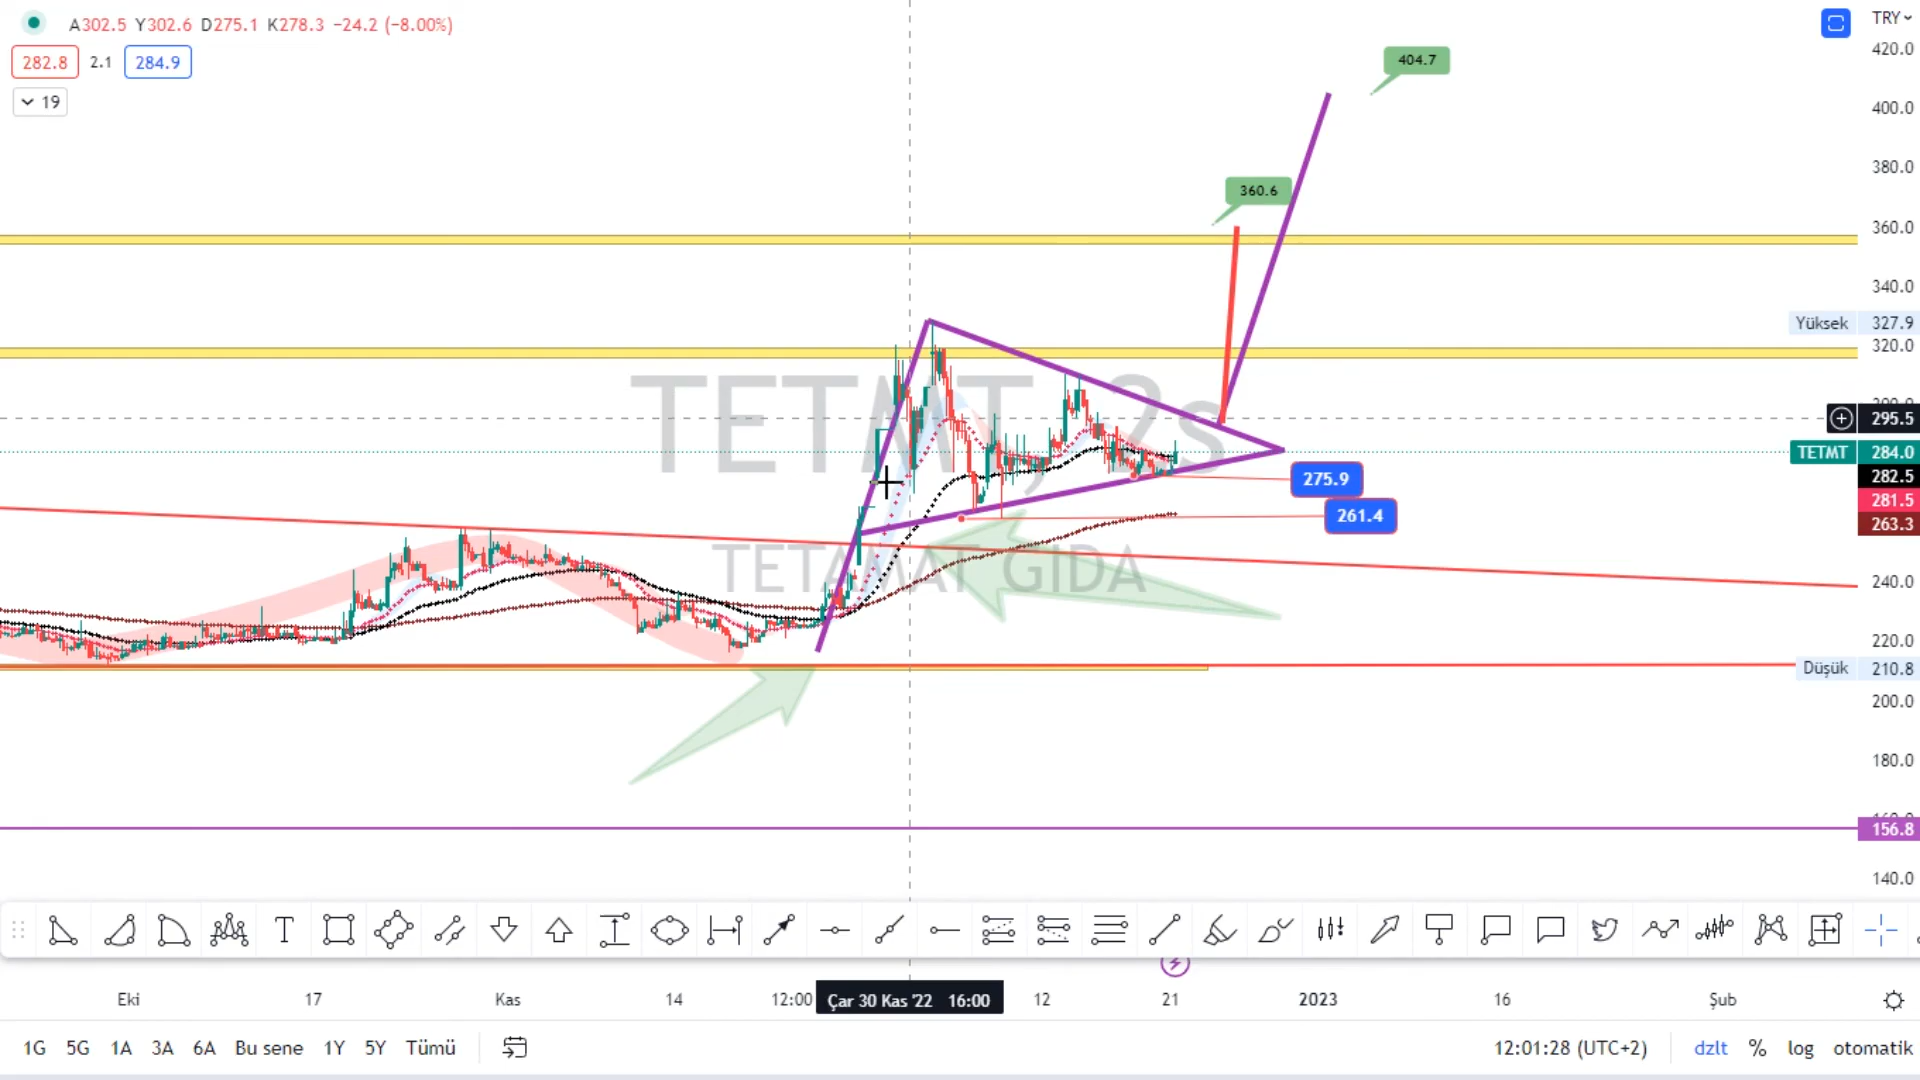 A302.5 Y302.6 D275.1 K278.3 −24.2 (−8.00%)
TRY
282.8 2.1 284.9
19
420.0
404.7
400.0
380.0
360.6
360.0
340.0
Yüksek 327.9
320.0
295.5
TETMT, 2s
TETMT 284.0
282.5
275.9
281.5
261.4
263.3
TETAMAT GIDA
240.0
220.0
Düşük 210.8
200.0
180.0
156.8
140.0
T
Eki 17 Kas 14 12:00 Çar 30 Kas '22 16:00 12 21 2023 16 Şub
1G 5G 1A 3A 6A Bu sene 1Y 5Y Tümü 12:01:28 (UTC+2) dzlt % log otomatik